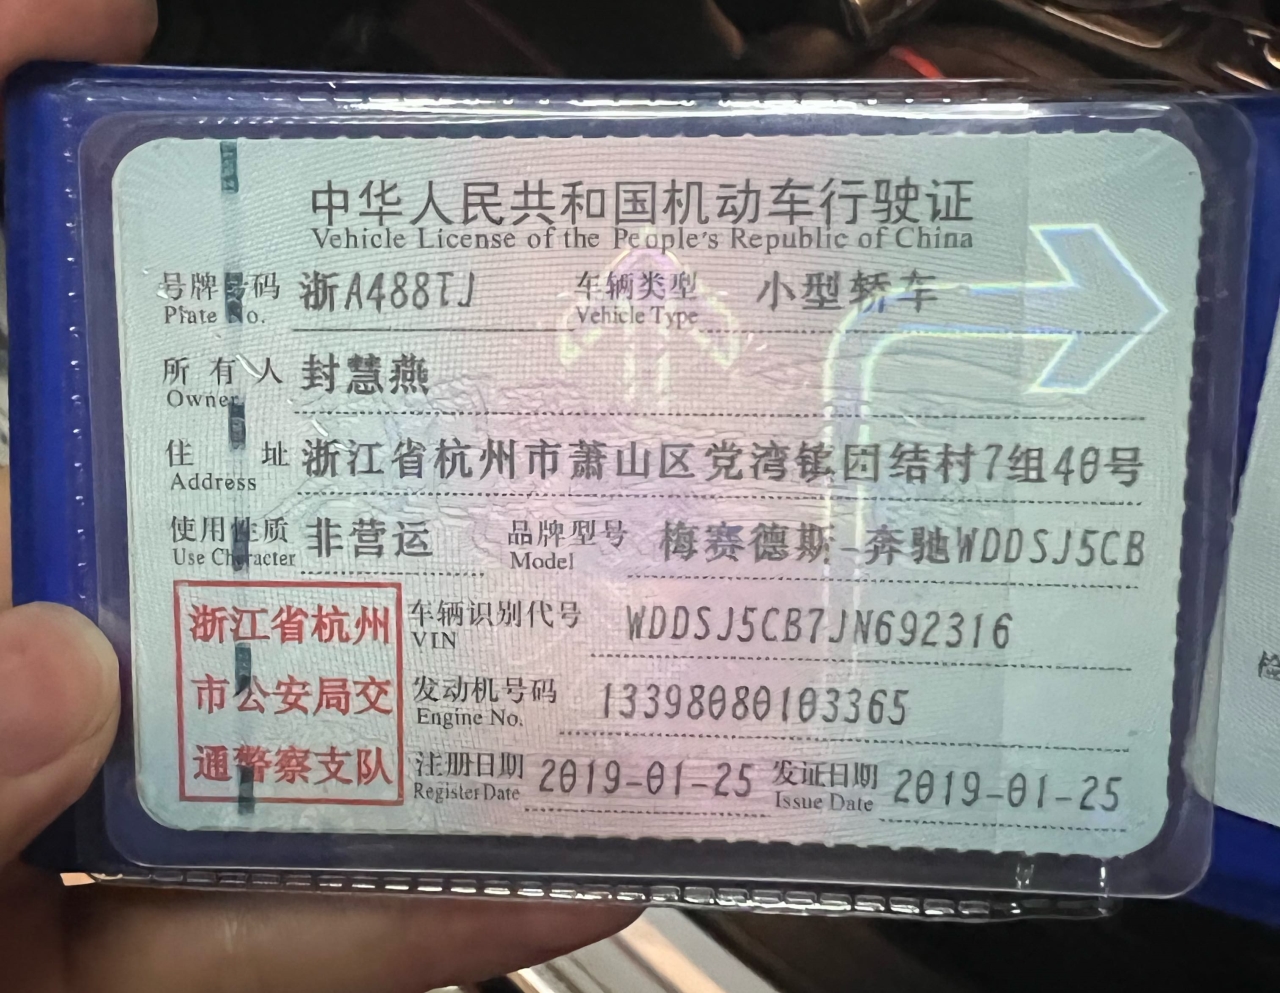 中华人民共和国机动车行驶证
Vehicle License of the People's Republic of China
号牌号码 浙A488TJ 车辆类型 小型轿车
Plate No. Vehicle Type
所有人 封慧燕
Owner
住址 浙江省杭州市萧山区党湾镇团结村7组40号
Address
使用性质 非营运 品牌型号 梅赛德斯-奔驰WDDSJ5CB
Use Character Model
浙江省杭州
市公安局交
通警察支队
车辆识别代号 WDDSJ5CB7JN692316
VIN
发动机号码 13398080103365
Engine No.
注册日期 2019-01-25 发证日期 2019-01-25
Register Date Issue Date
检